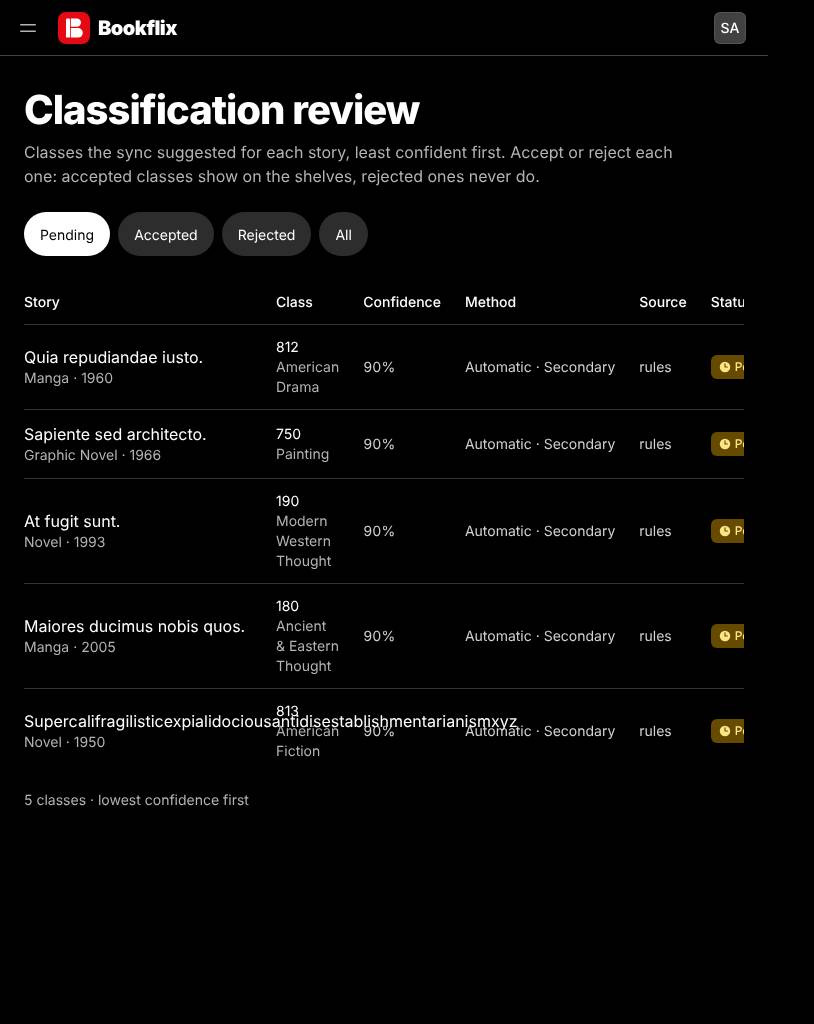 Bookflix
SA
Classification review
Classes the sync suggested for each story, least confident first. Accept or reject each
one: accepted classes show on the shelves, rejected ones never do.
Pending Accepted Rejected All
Story Class Confidence Method Source Statu
Quia repudiandae iusto.
Manga · 1960
812
American
Drama
90% Automatic · Secondary rules
Sapiente sed architecto.
Graphic Novel · 1966
750
Painting
90% Automatic · Secondary rules
At fugit sunt.
Novel · 1993
190
Modern
Western
Thought
90% Automatic · Secondary rules
Maiores ducimus nobis quos.
Manga · 2005
180
Ancient
& Eastern
Thought
90% Automatic · Secondary rules
Supercalifragilisticexpialidociousantidisestablishmentarianismxyz
Novel · 1950
813
American
Fiction
90% Automatic · Secondary rules
5 classes · lowest confidence first